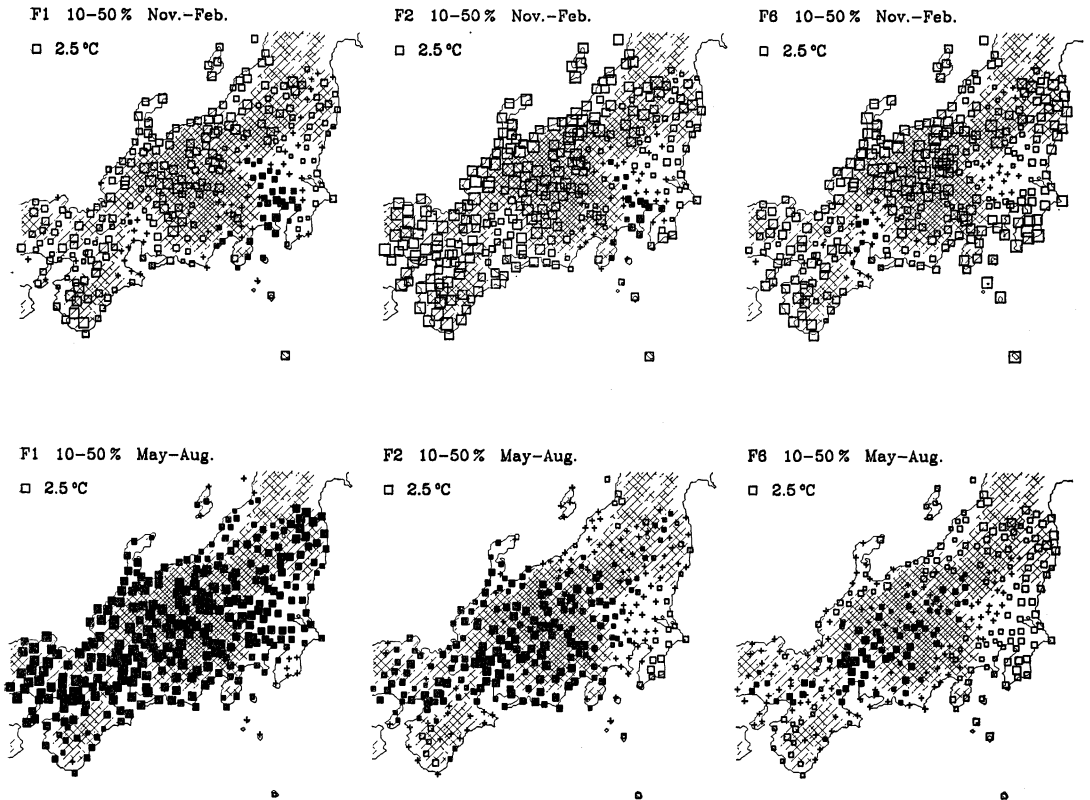 F1 10-50% Nov.-Feb.
F2 10-50% Nov.-Feb.
F6 10-50% Nov.-Feb.
2.5°C
2.5°C
2.5°C
F1 10-50% May-Aug.
F2 10-50% May-Aug.
F6 10-50% May-Aug.
2.5°C
2.5°C
2.5°C